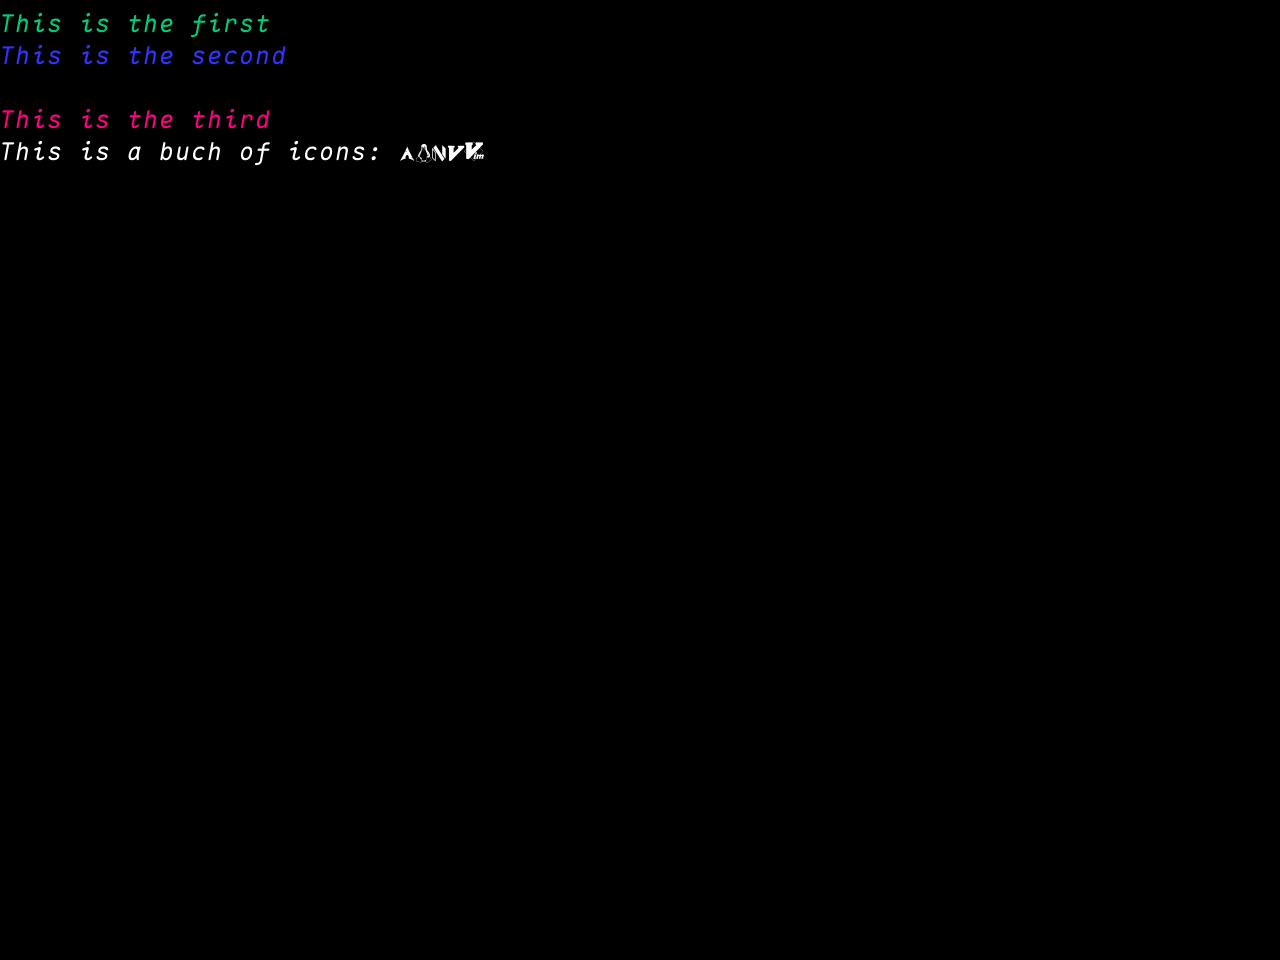 This is the first
This is the second
This is the third
This is a buch of icons: